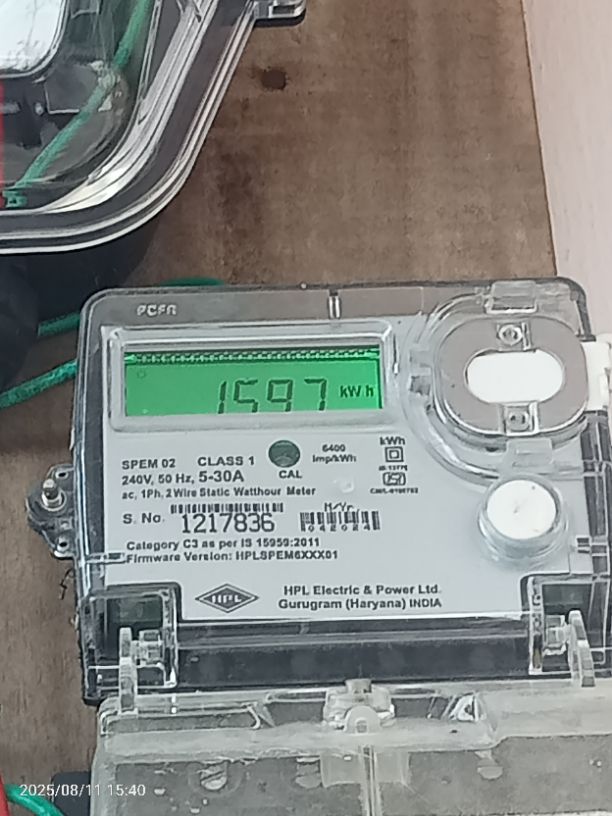 1597 kWh
SPEM 02 CLASS 1
240V, 50 Hz, 5-30A
ac, 1Ph, 2 Wire Static Watthour Meter
CAL
6400
imp/kWh
kWh
S. No. 1217836
M/Yr.
Category C3 as per IS 15959:2011
Firmware Version: HPLSPEM6XXX01
HPL
HPL Electric & Power Ltd.
Gurugram (Haryana) INDIA
2025/08/11 15:40